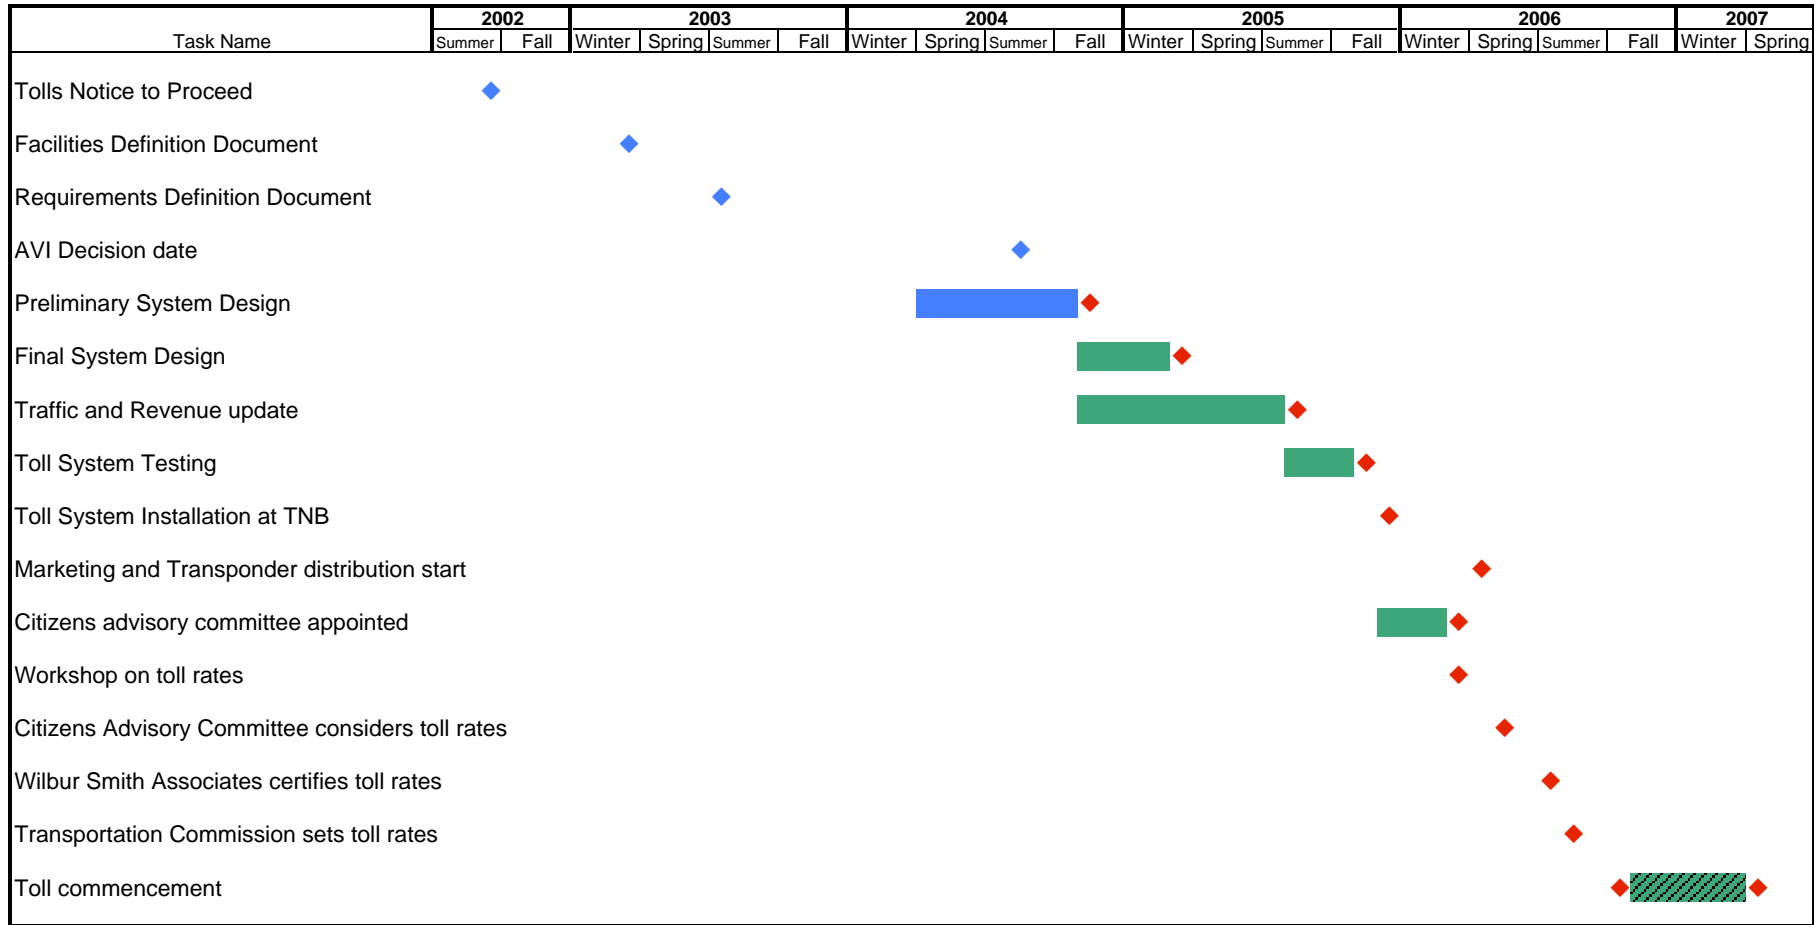 2002 2003 2004 2005 2006 2007
Task Name Summer Fall Winter Spring Summer Fall Winter Spring Summer Fall Winter Spring Summer Fall Winter Spring Summer Fall Winter Spring
Tolls Notice to Proceed
Facilities Definition Document
Requirements Definition Document
AVI Decision date
Preliminary System Design
Final System Design
Traffic and Revenue update
Toll System Testing
Toll System Installation at TNB
Marketing and Transponder distribution start
Citizens advisory committee appointed
Workshop on toll rates
Citizens Advisory Committee considers toll rates
Wilbur Smith Associates certifies toll rates
Transportation Commission sets toll rates
Toll commencement